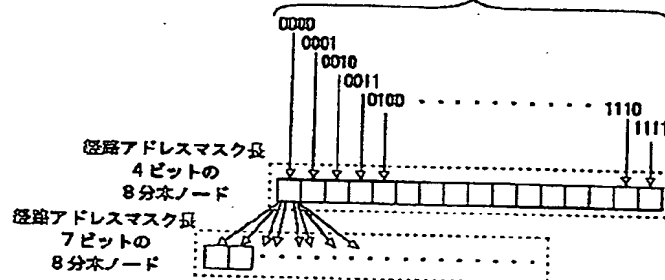 0000
0001
0010
0011
0100
1110
1111
経路アドレスマスク長
4ビットの
8分木ノード
経路アドレスマスク長
7ビットの
8分木ノード